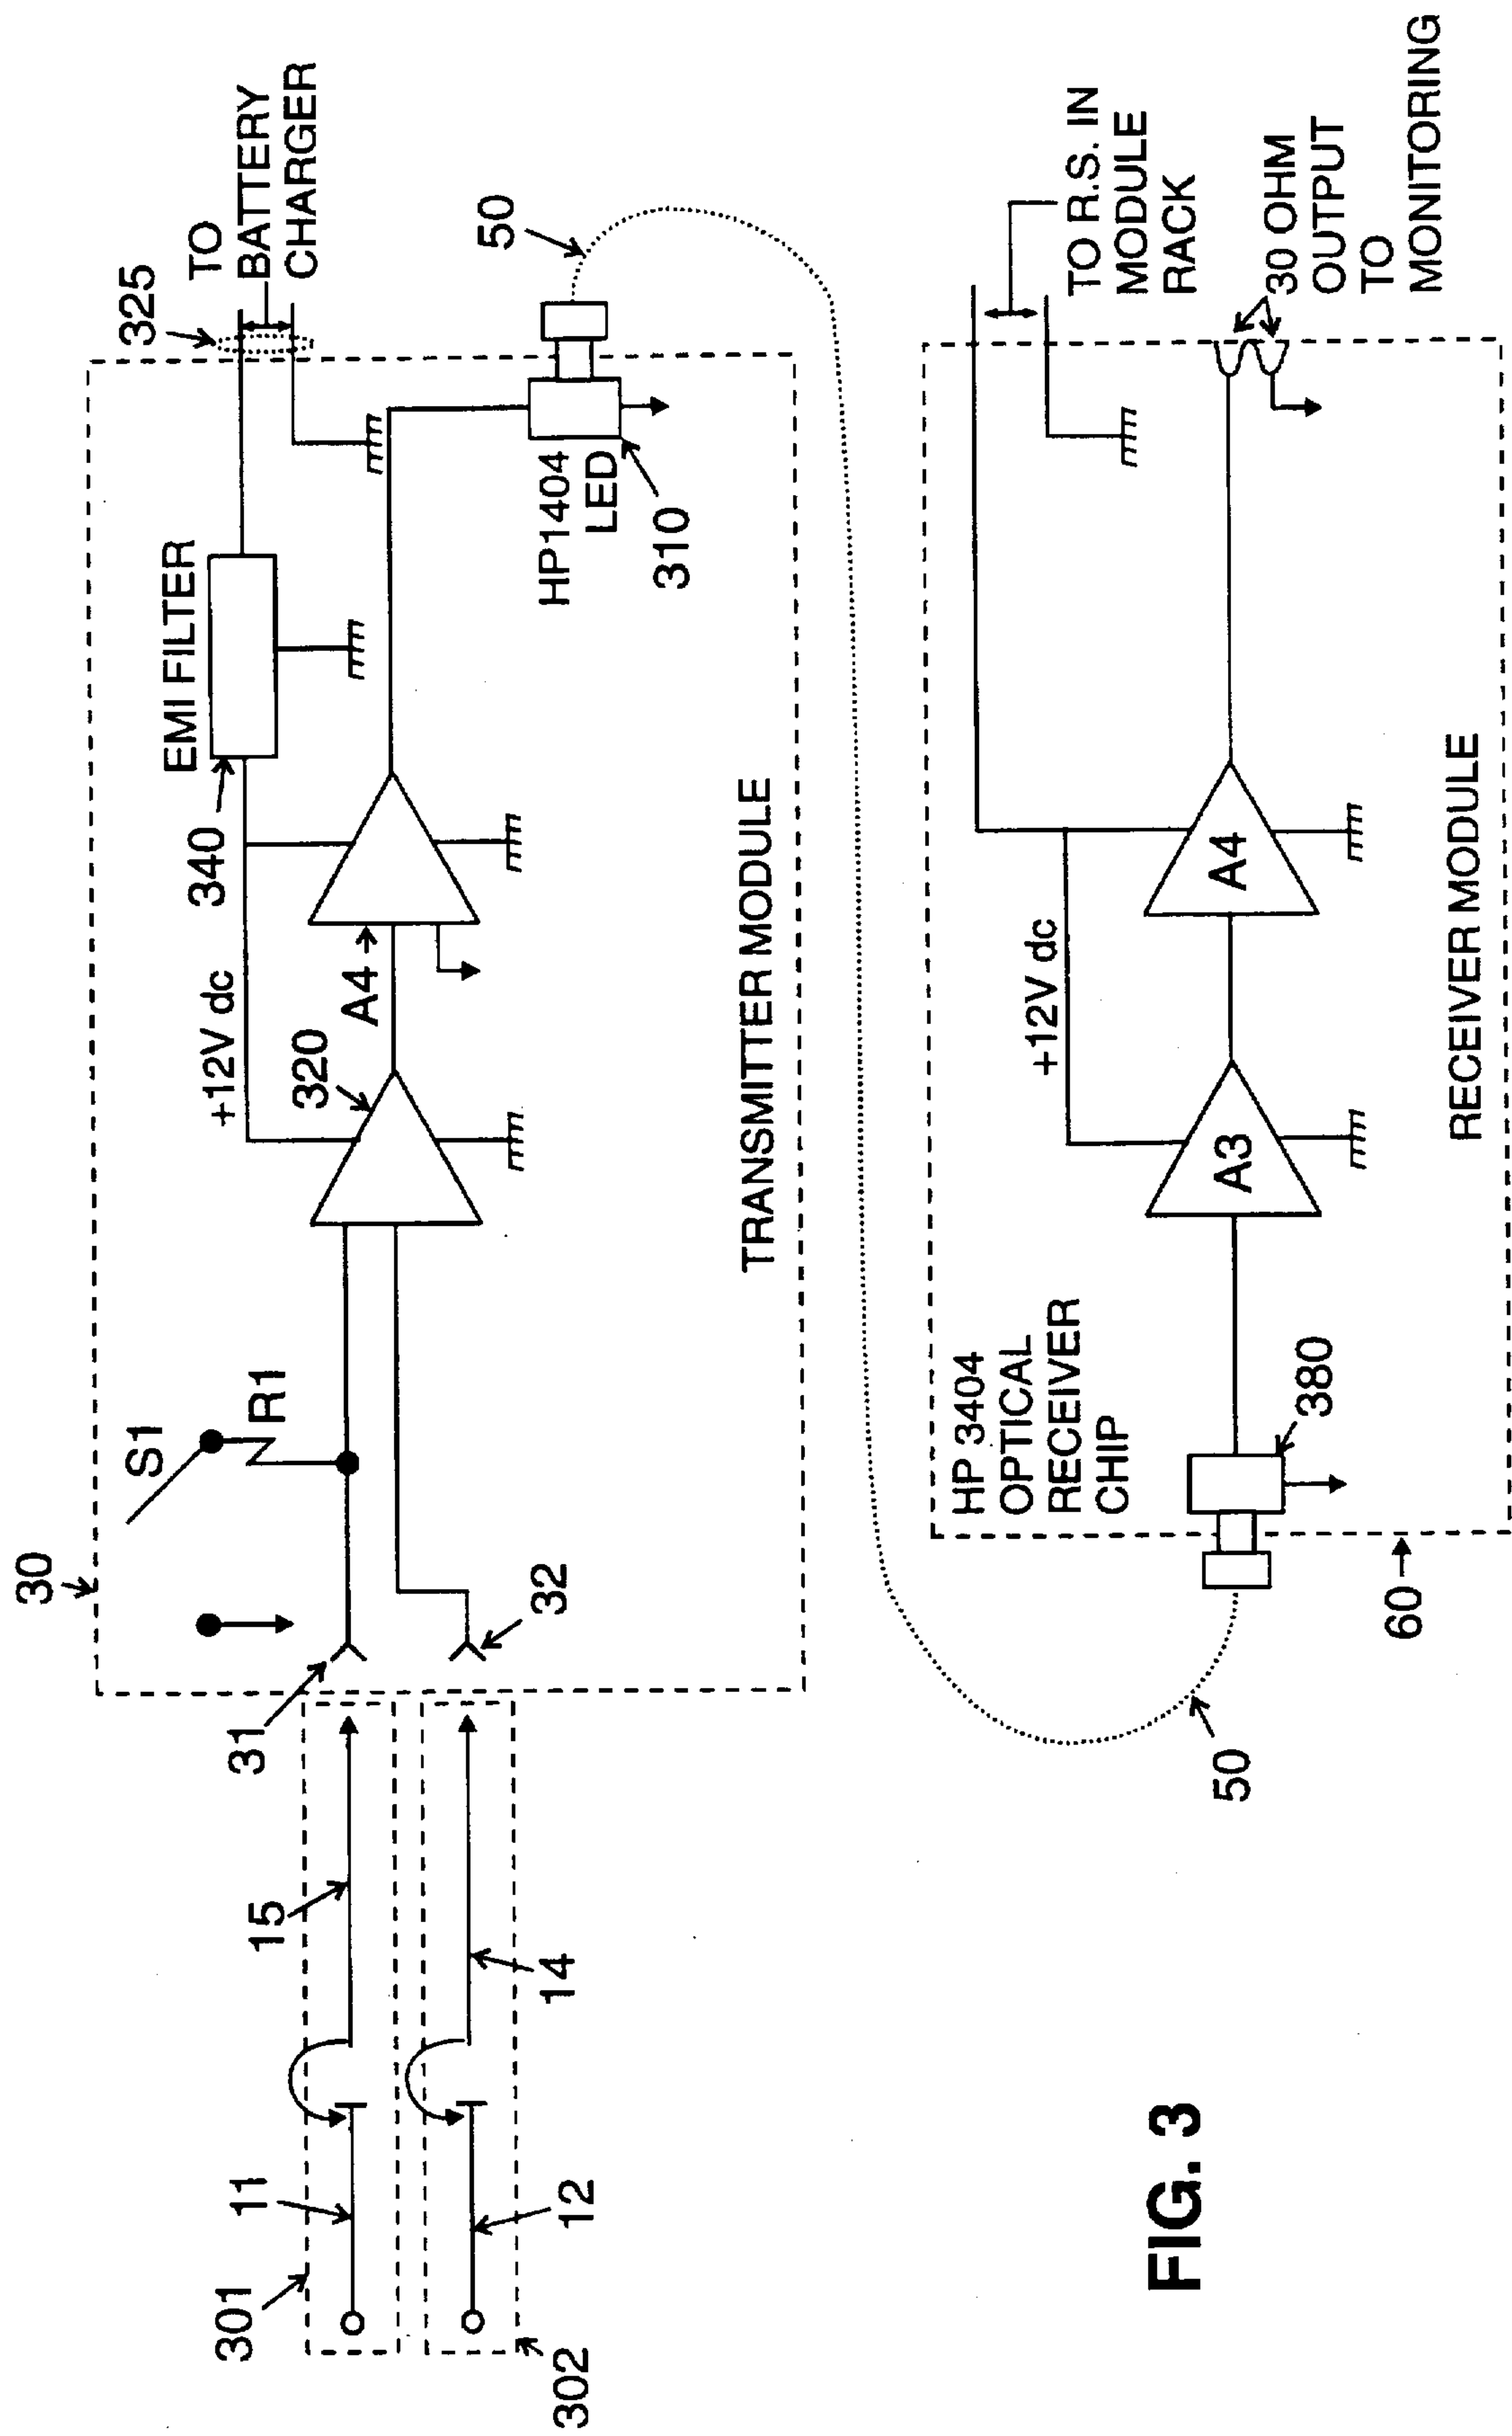 30
S1
R1
+12V dc
320
A4
340
EMI FILTER
325
TO
BATTERY
CHARGER
HP1404
LED
310
50
31
32
TRANSMITTER MODULE
301
11
15
302
12
14
50
HP 3404
OPTICAL
RECEIVER
CHIP
380
60
A3
+12V dc
A4
RECEIVER MODULE
TO R.S. IN
MODULE
RACK
30 OHM
OUTPUT
TO
MONITORING
FIG. 3